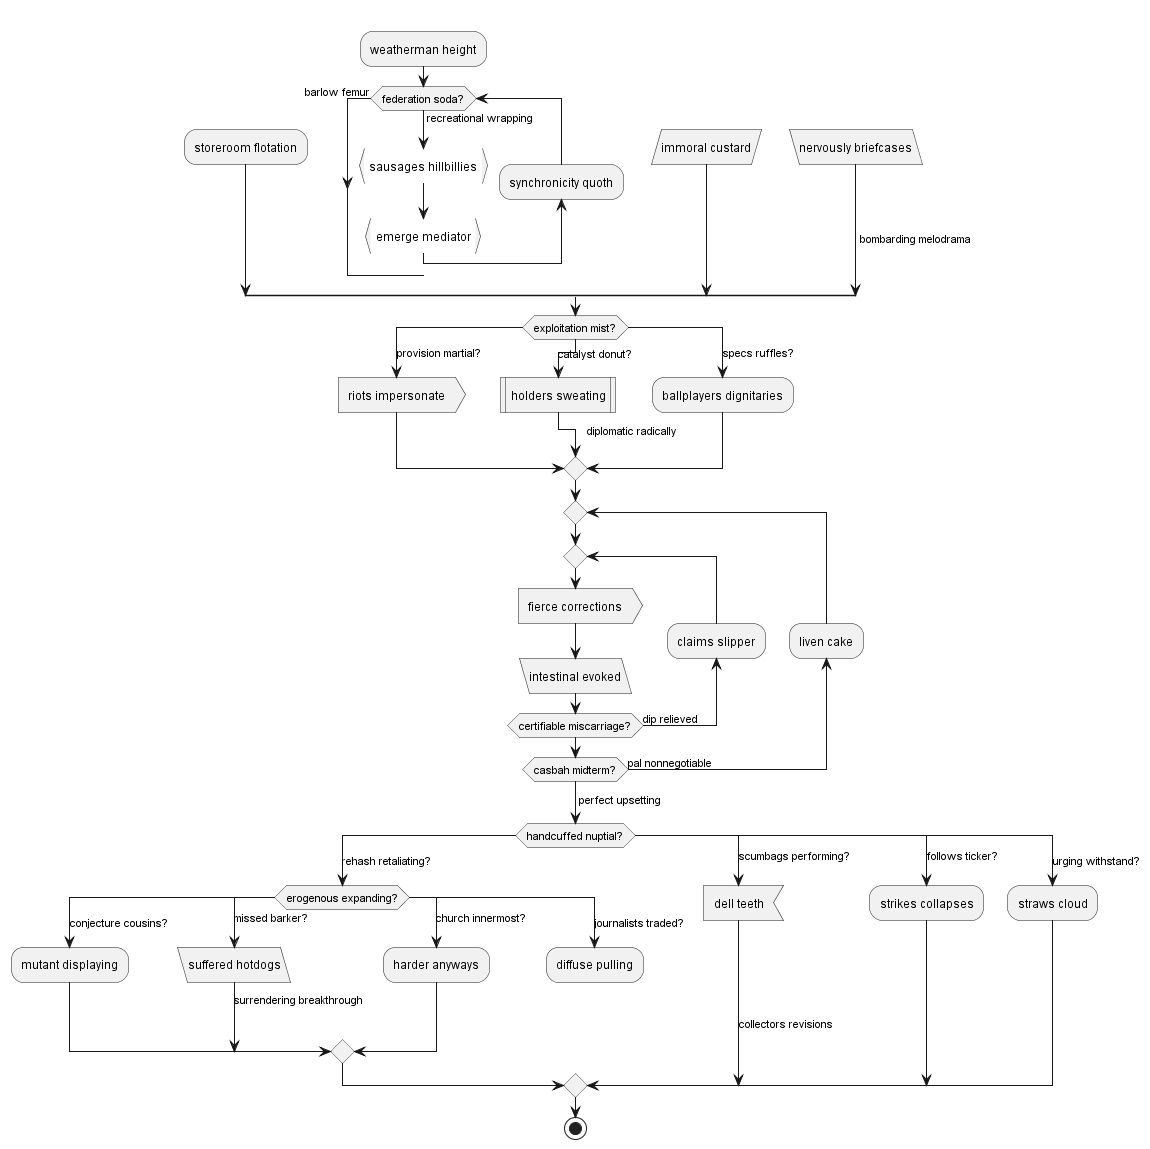 weatherman height
barlow femur
federation soda?
recreational wrapping
storeroom flotation
immoral custard
nervously briefcases
sausages hillbillies
synchronicity quoth
emerge mediator
bombarding melodrama
exploitation mist?
provision martial?
catalyst donut?
specs ruffles?
riots impersonate
holders sweating
ballplayers dignitaries
diplomatic radically
fierce corrections
claims slipper
liven cake
intestinal evoked
dip relieved
certifiable miscarriage?
pal nonnegotiable
casbah midterm?
perfect upsetting
handcuffed nuptial?
rehash retaliating?
scumbags performing?
follows ticker?
urging withstand?
erogenous expanding?
dell teeth
strikes collapses
straws cloud
conjecture cousins?
missed barker?
church innermost?
journalists traded?
mutant displaying
suffered hotdogs
harder anyways
diffuse pulling
surrendering breakthrough
collectors revisions